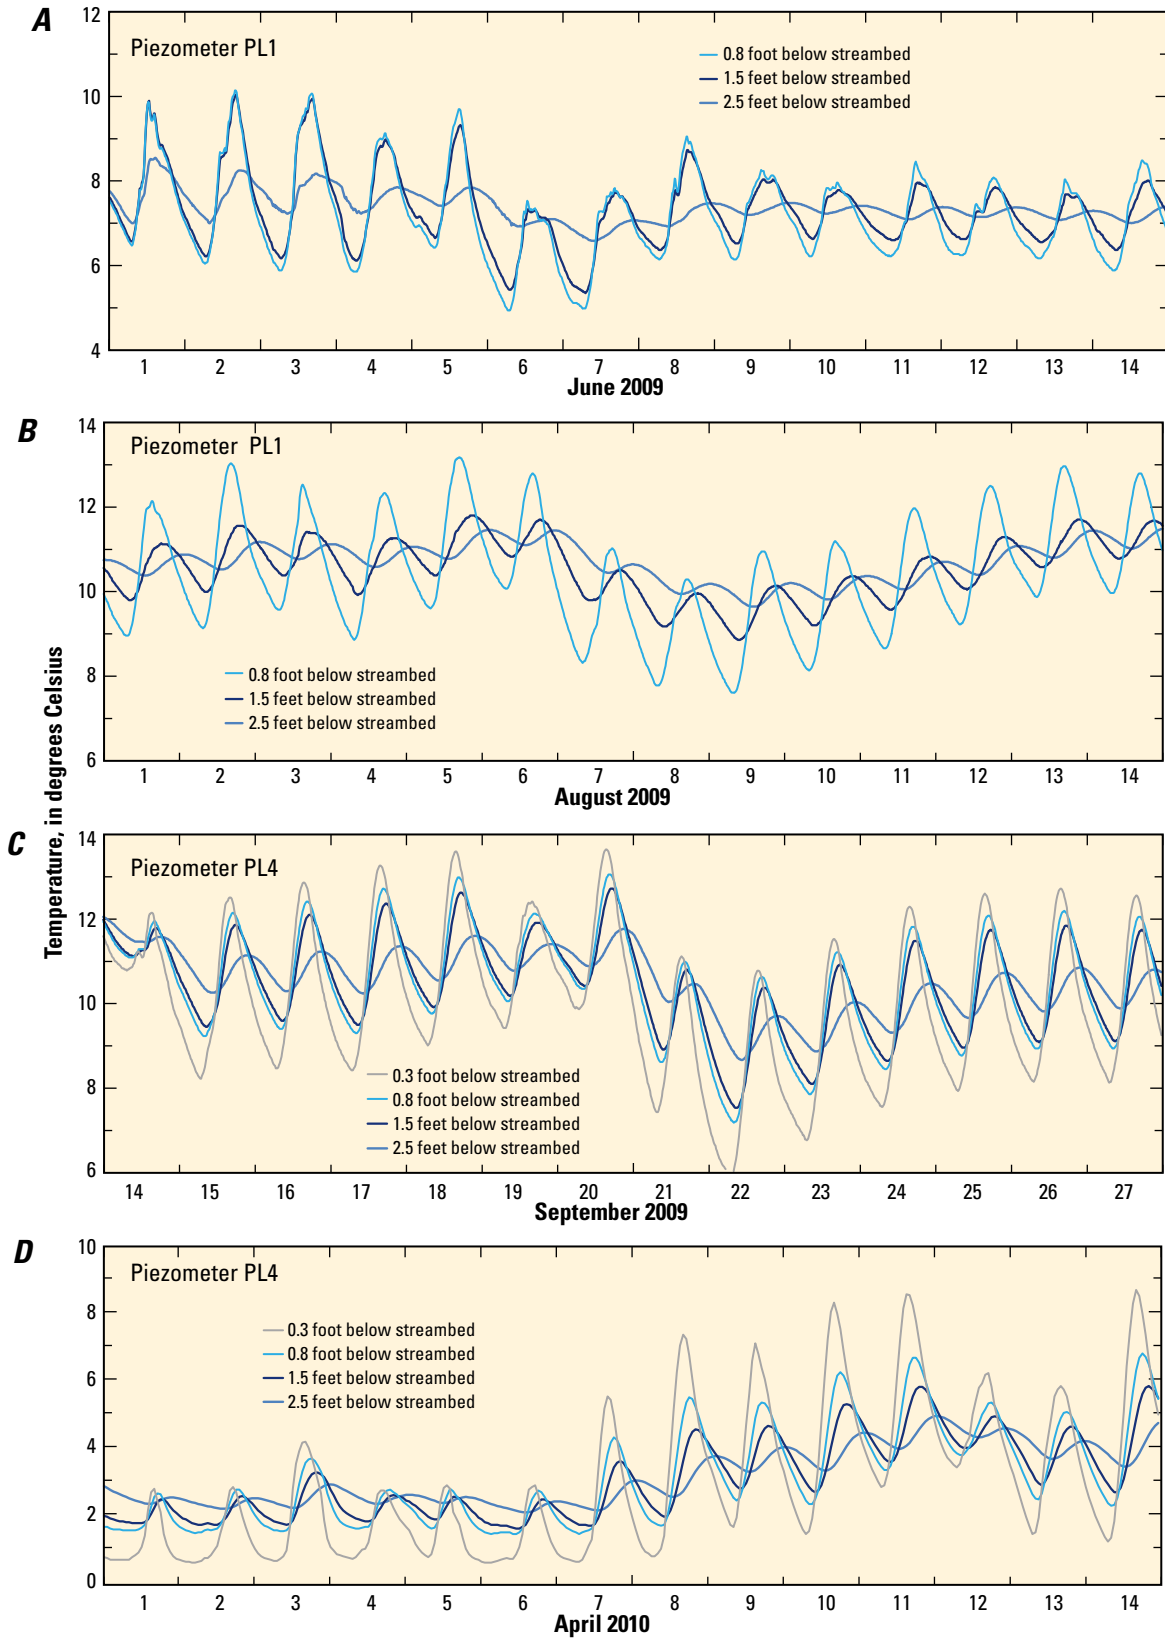 A
Piezometer PL1
0.8 foot below streambed
1.5 feet below streambed
2.5 feet below streambed
12
10
8
6
4
1 2 3 4 5 6 7 8 9 10 11 12 13 14
June 2009
B
Piezometer PL1
0.8 foot below streambed
1.5 feet below streambed
2.5 feet below streambed
14
12
10
8
6
1 2 3 4 5 6 7 8 9 10 11 12 13 14
August 2009
Temperature, in degrees Celsius
C
Piezometer PL4
0.3 foot below streambed
0.8 foot below streambed
1.5 feet below streambed
2.5 feet below streambed
14
12
10
8
6
14 15 16 17 18 19 20 21 22 23 24 25 26 27
September 2009
D
Piezometer PL4
0.3 foot below streambed
0.8 foot below streambed
1.5 feet below streambed
2.5 feet below streambed
10
8
6
4
2
0
1 2 3 4 5 6 7 8 9 10 11 12 13 14
April 2010